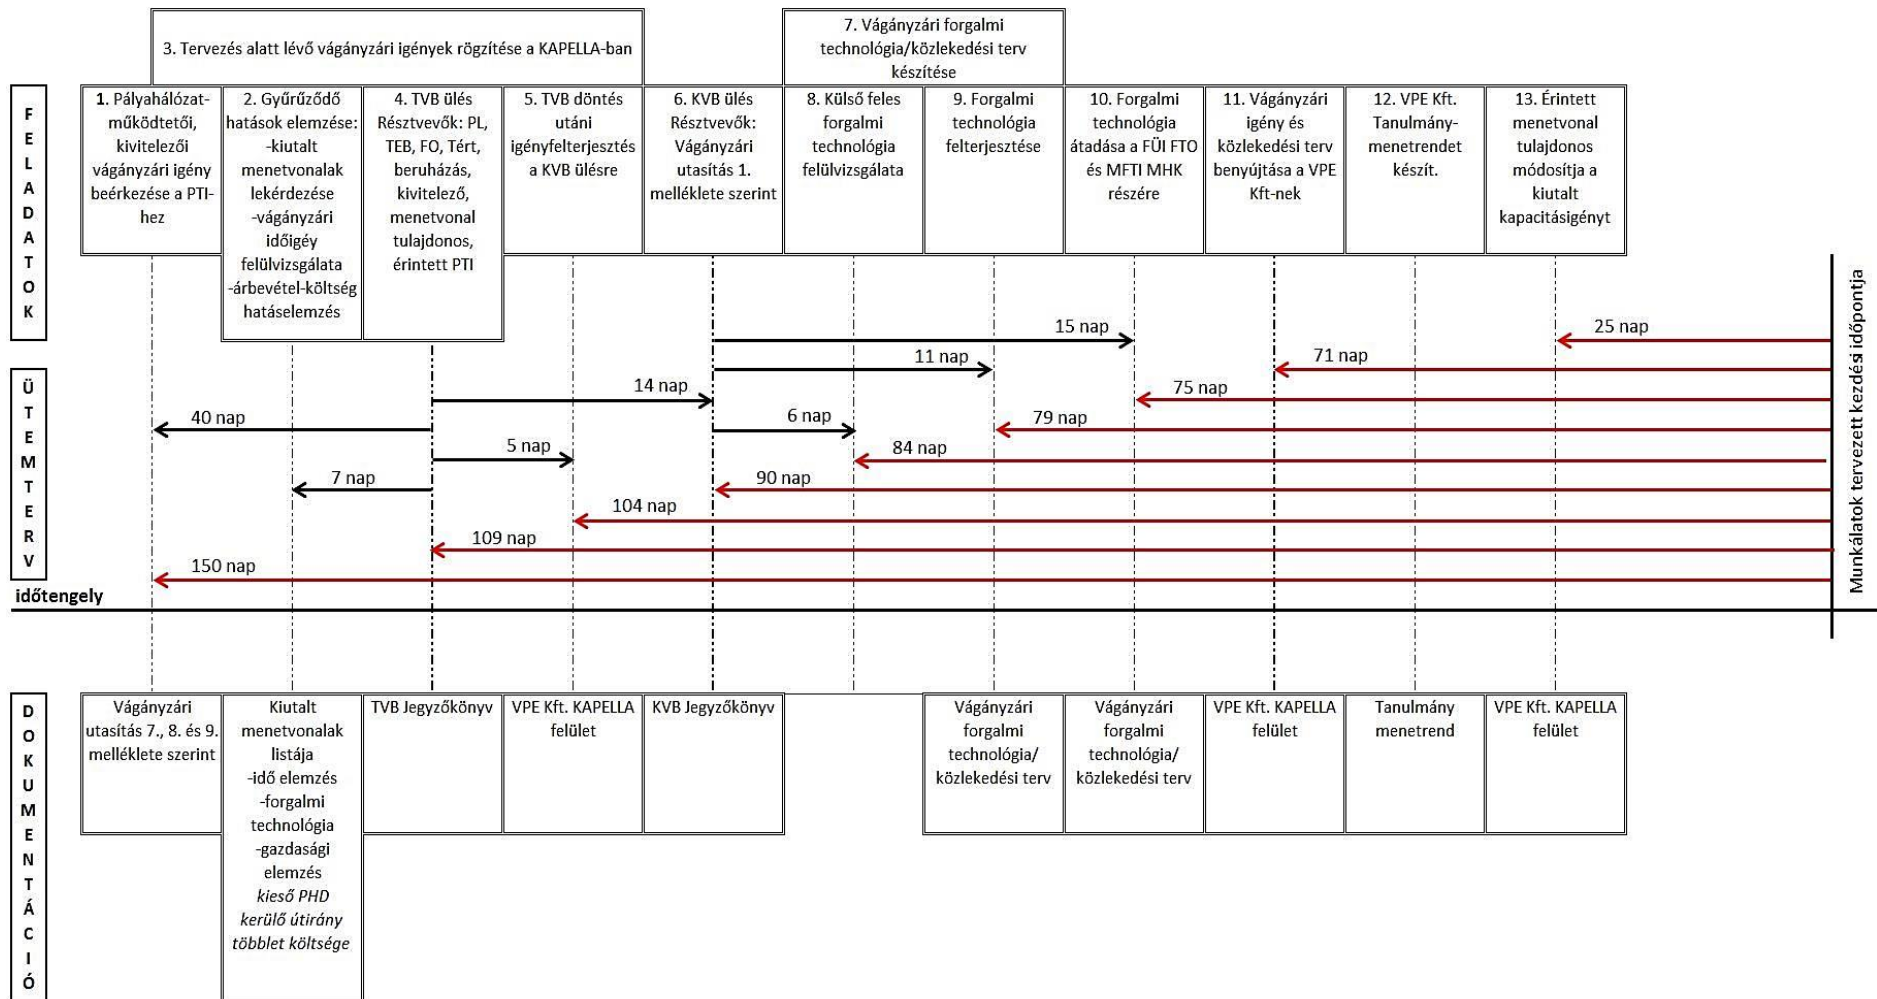 3. Tervezés alatt lévő vágányzári igények rögzítése a KAPELLA-ban
7. Vágányzári forgalmi
technológia/közlekedési terv
készítése
FELADATOK
1. Pályahálózat-
működtetői,
kivitelezői
vágányzári igény
beérkezése a PTI-
hez
2. Gyűrűződő
hatások elemzése:
-kiutalt
menetvonalak
lekérdezése
-vágányzári
időigéy
felülvizsgálata
-árbevétel-költség
hatáselemzés
4. TVB ülés
Résztvevők: PL,
TEB, FO, Tért,
beruházás,
kivitelező,
menetvonal
tulajdonos,
érintett PTI
5. TVB döntés
utáni
igényfelterjesztés
a KVB ülésre
6. KVB ülés
Résztvevők:
Vágányzári
utasítás 1.
melléklete szerint
8. Külső feles
forgalmi
technológia
felülvizsgálata
9. Forgalmi
technológia
felterjesztése
10. Forgalmi
technológia
átadása a FÜI FTO
és MFTI MHK
részére
11. Vágányzári
igény és
közlekedési terv
benyújtása a VPE
Kft-nek
12. VPE Kft.
Tanulmány-
menetrendet
készít.
13. Érintett
menetvonal
tulajdonos
módosítja a
kiutalt
kapacitásigényt
Munkálatok tervezett kezdési időpontja
ÜTEMTERV
15 nap
25 nap
11 nap
71 nap
14 nap
75 nap
40 nap
6 nap
79 nap
5 nap
84 nap
7 nap
90 nap
104 nap
109 nap
150 nap
időtengely
DOKUMENTÁCIÓ
Vágányzári
utasítás 7., 8. és 9.
melléklete szerint
Kiutalt
menetvonalak
listája
-idő elemzés
-forgalmi
technológia
-gazdasági
elemzés
kieső PHD
kerülő útirány
többlet költsége
TVB Jegyzőkönyv
VPE Kft. KAPELLA
felület
KVB Jegyzőkönyv
Vágányzári
forgalmi
technológia/
közlekedési terv
Vágányzári
forgalmi
technológia/
közlekedési terv
VPE Kft. KAPELLA
felület
Tanulmány
menetrend
VPE Kft. KAPELLA
felület